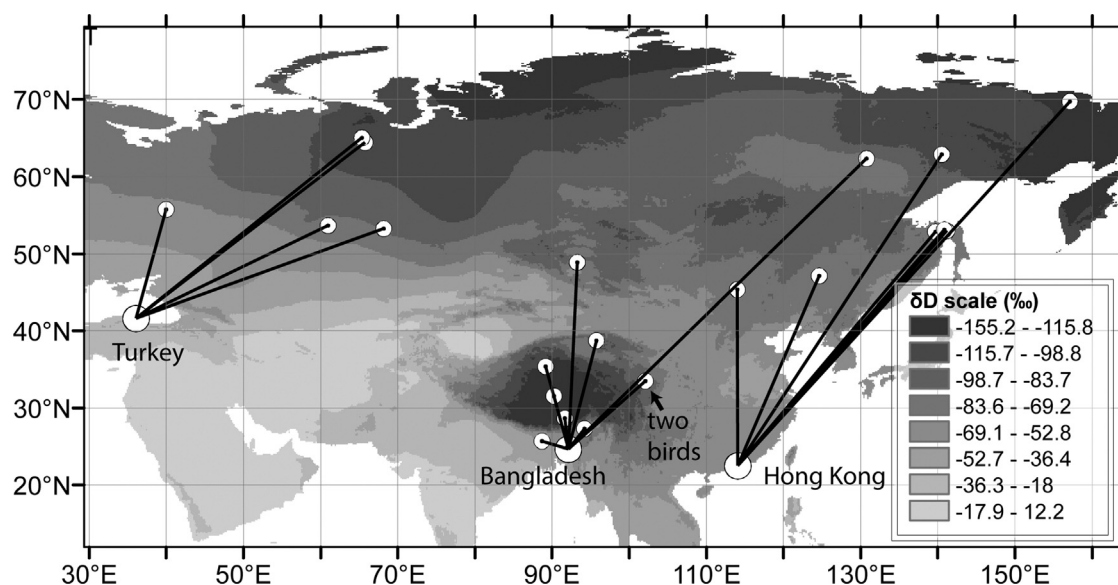 70°N
60°N
50°N
40°N
30°N
20°N
Turkey
Bangladesh
two
birds
Hong Kong
δD scale (‰)
-155.2 - -115.8
-115.7 - -98.8
-98.7 - -83.7
-83.6 - -69.2
-69.1 - -52.8
-52.7 - -36.4
-36.3 - -18
-17.9 - 12.2
30°E 50°E 70°E 90°E 110°E 130°E 150°E